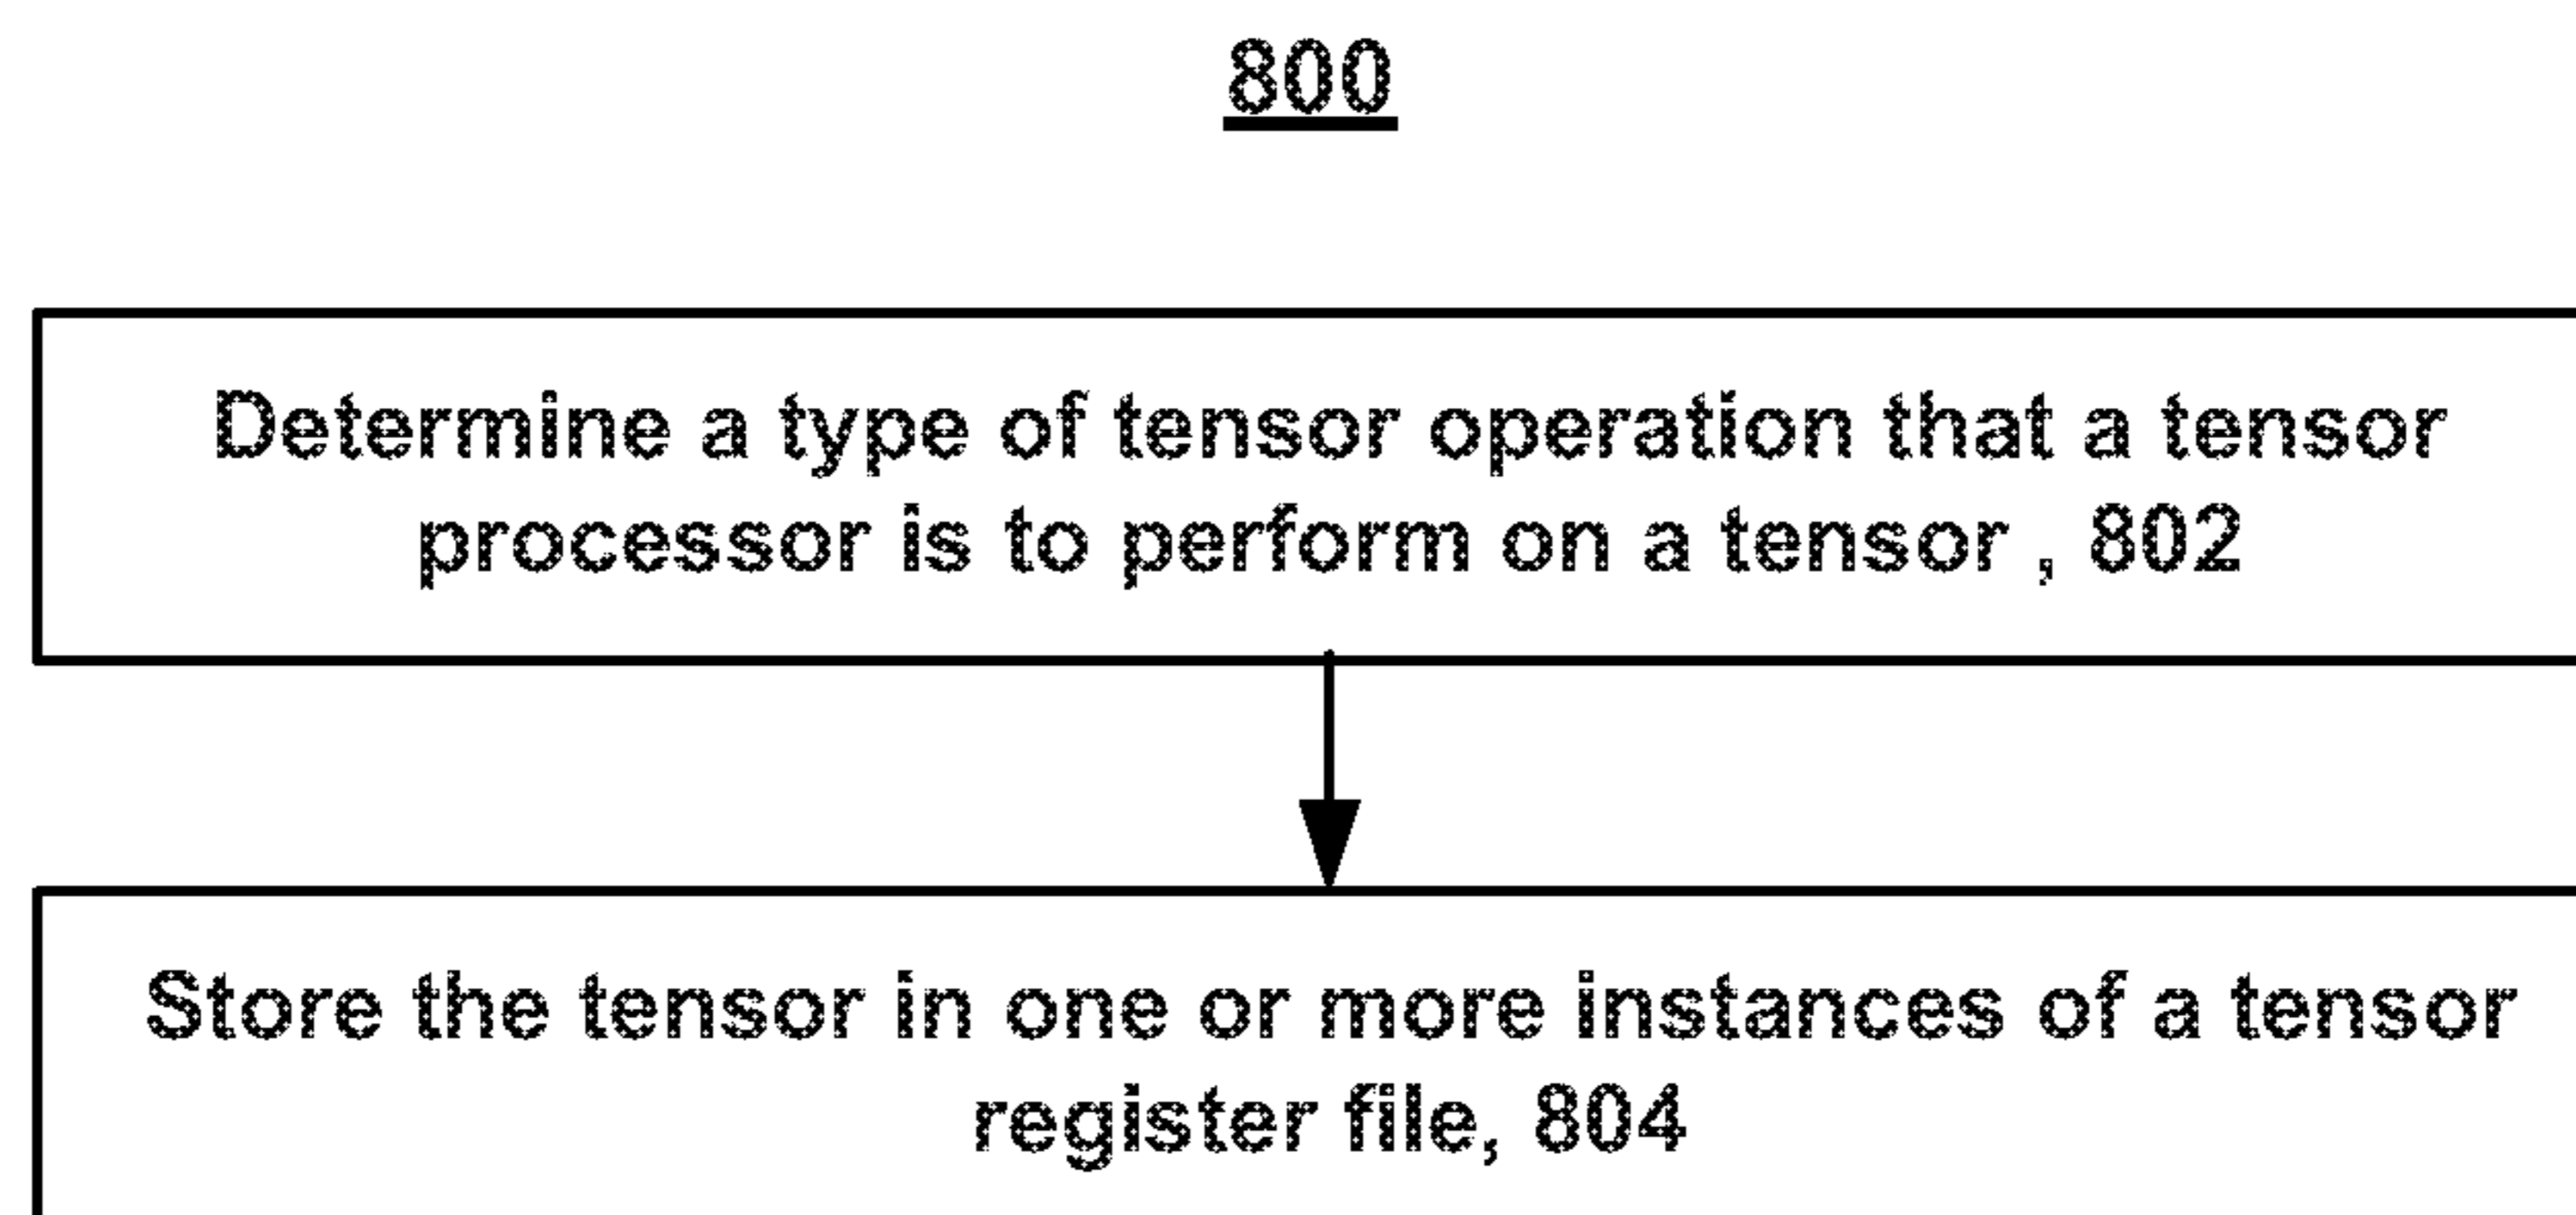 800
Determine a type of tensor operation that a tensor
processor is to perform on a tensor , 802
Store the tensor in one or more instances of a tensor
register file, 804